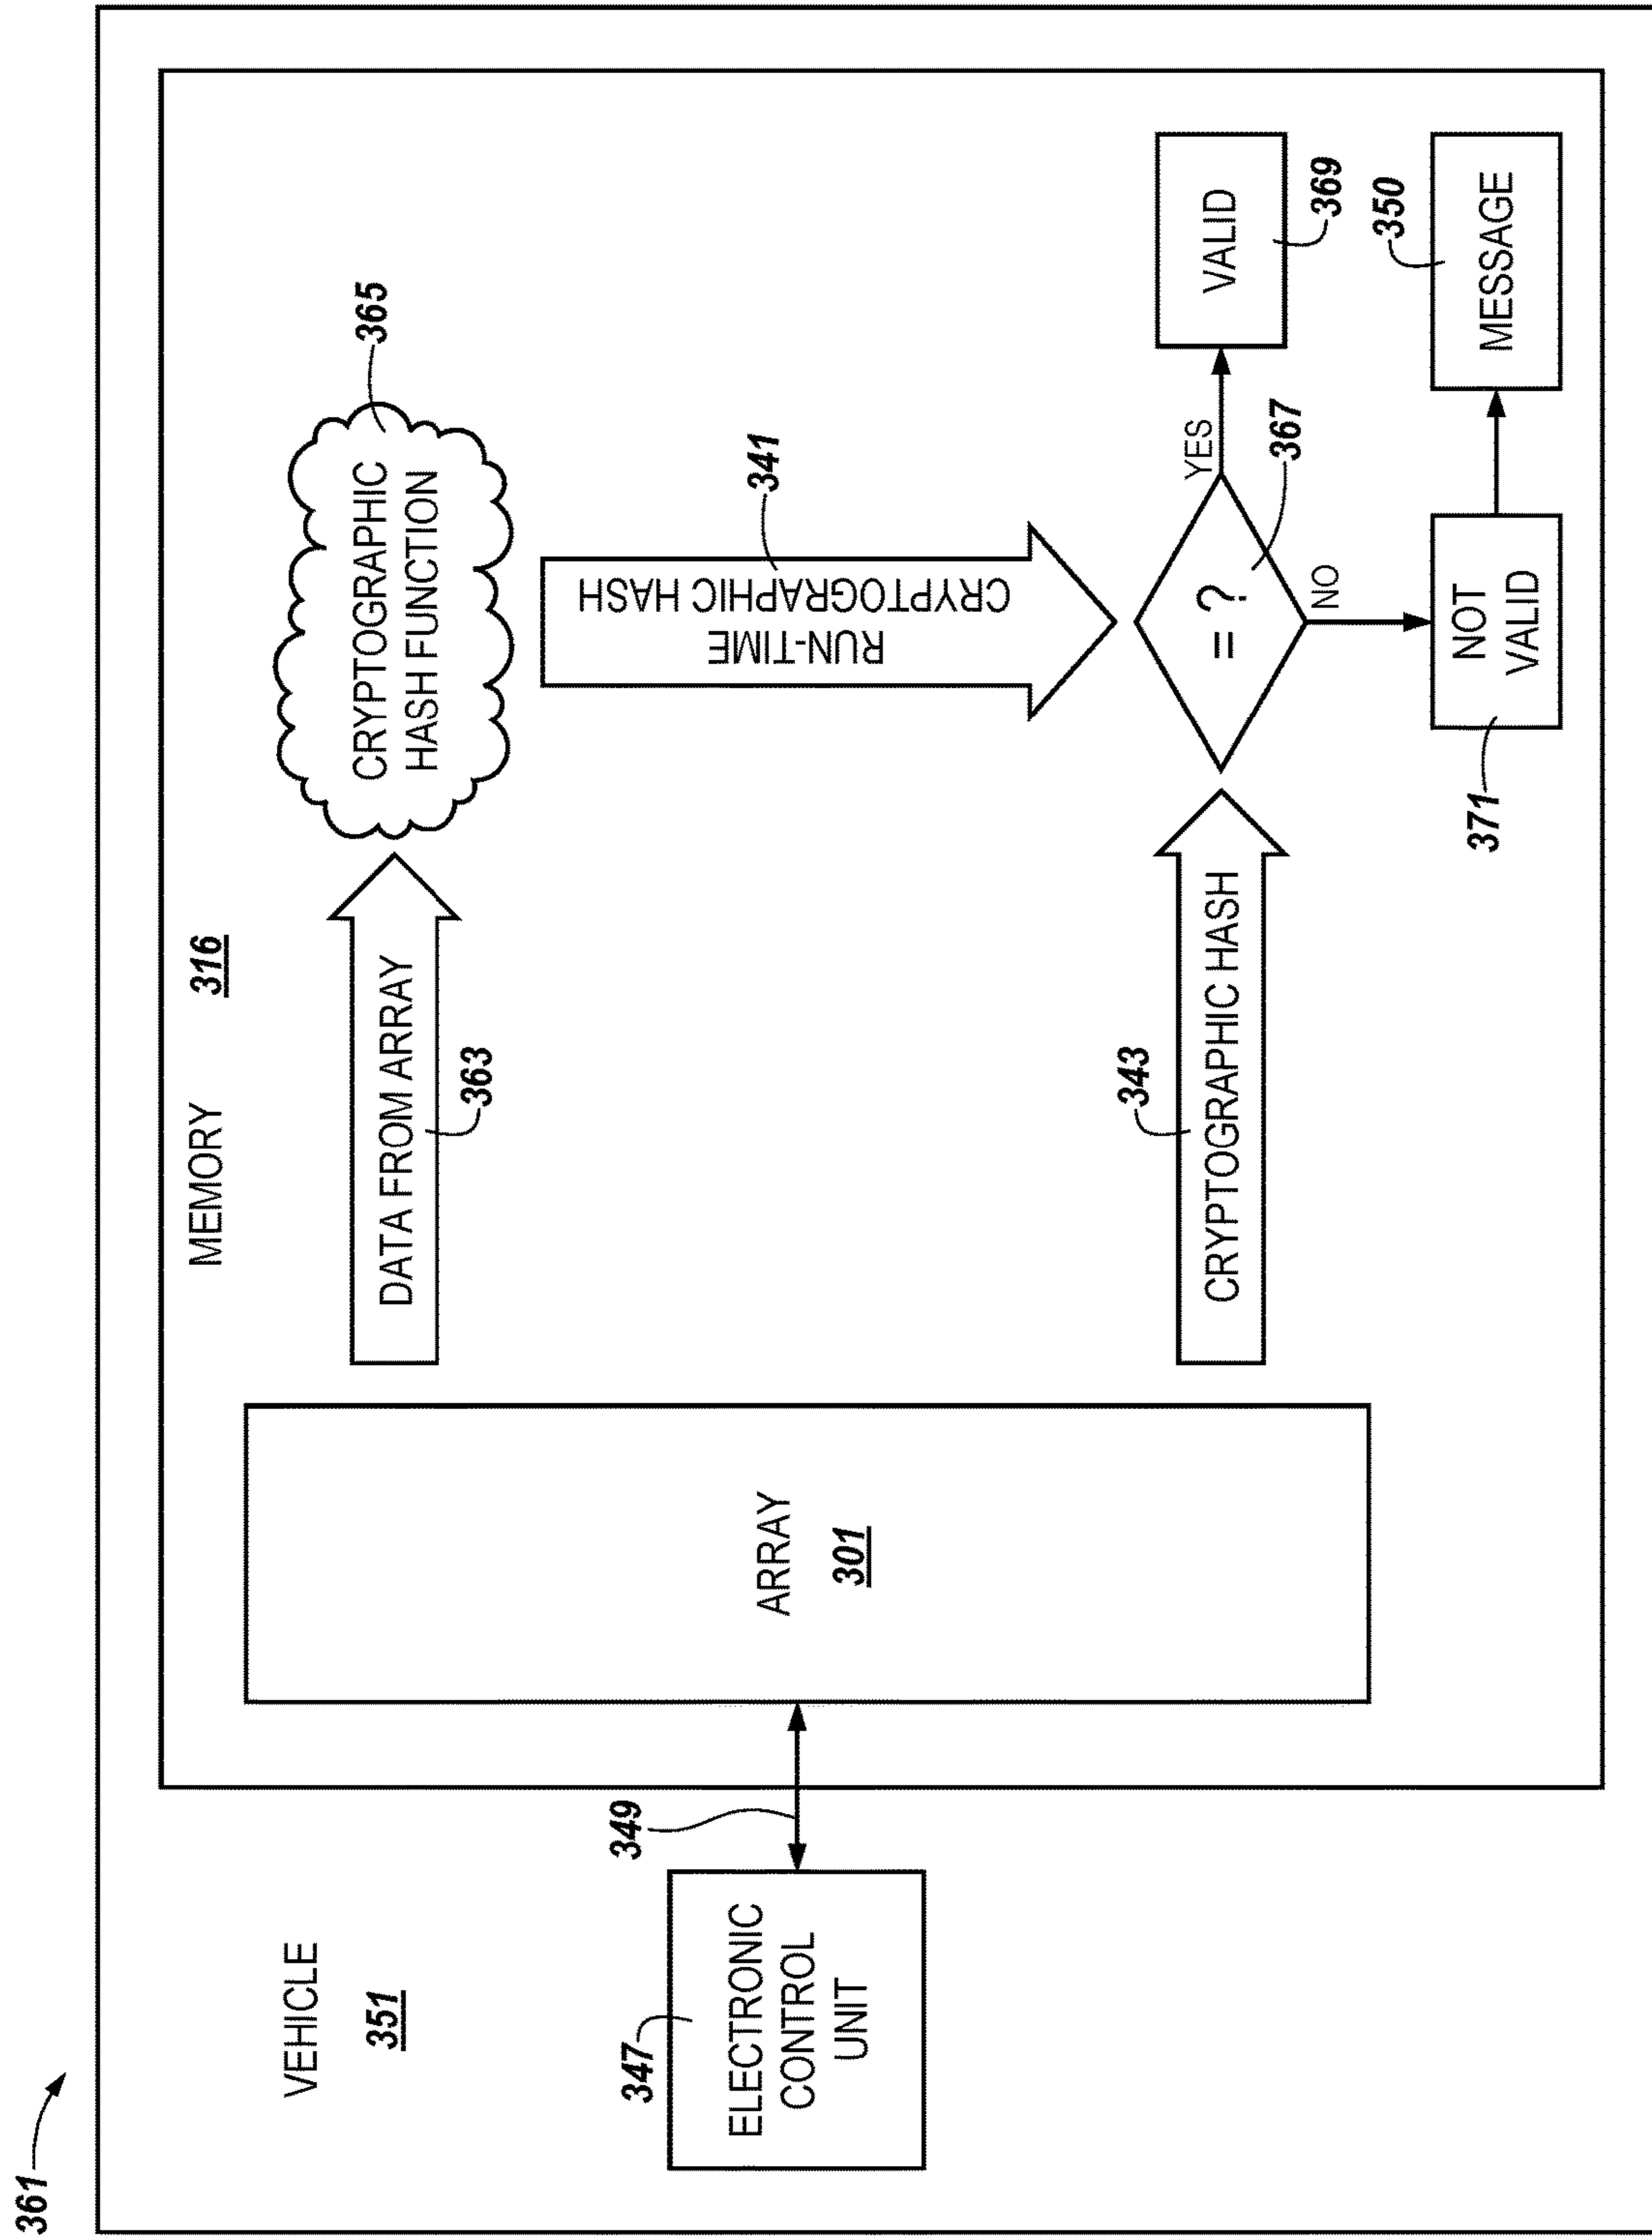 361
VEHICLE
351
347
ELECTRONIC
CONTROL
UNIT
349
MEMORY
316
ARRAY
301
DATA FROM ARRAY
363
CRYPTOGRAPHIC
HASH FUNCTION
365
RUN-TIME
CRYPTOGRAPHIC HASH
341
343
CRYPTOGRAPHIC HASH
= ?
367
YES
VALID
369
NO
NOT
VALID
371
MESSAGE
350